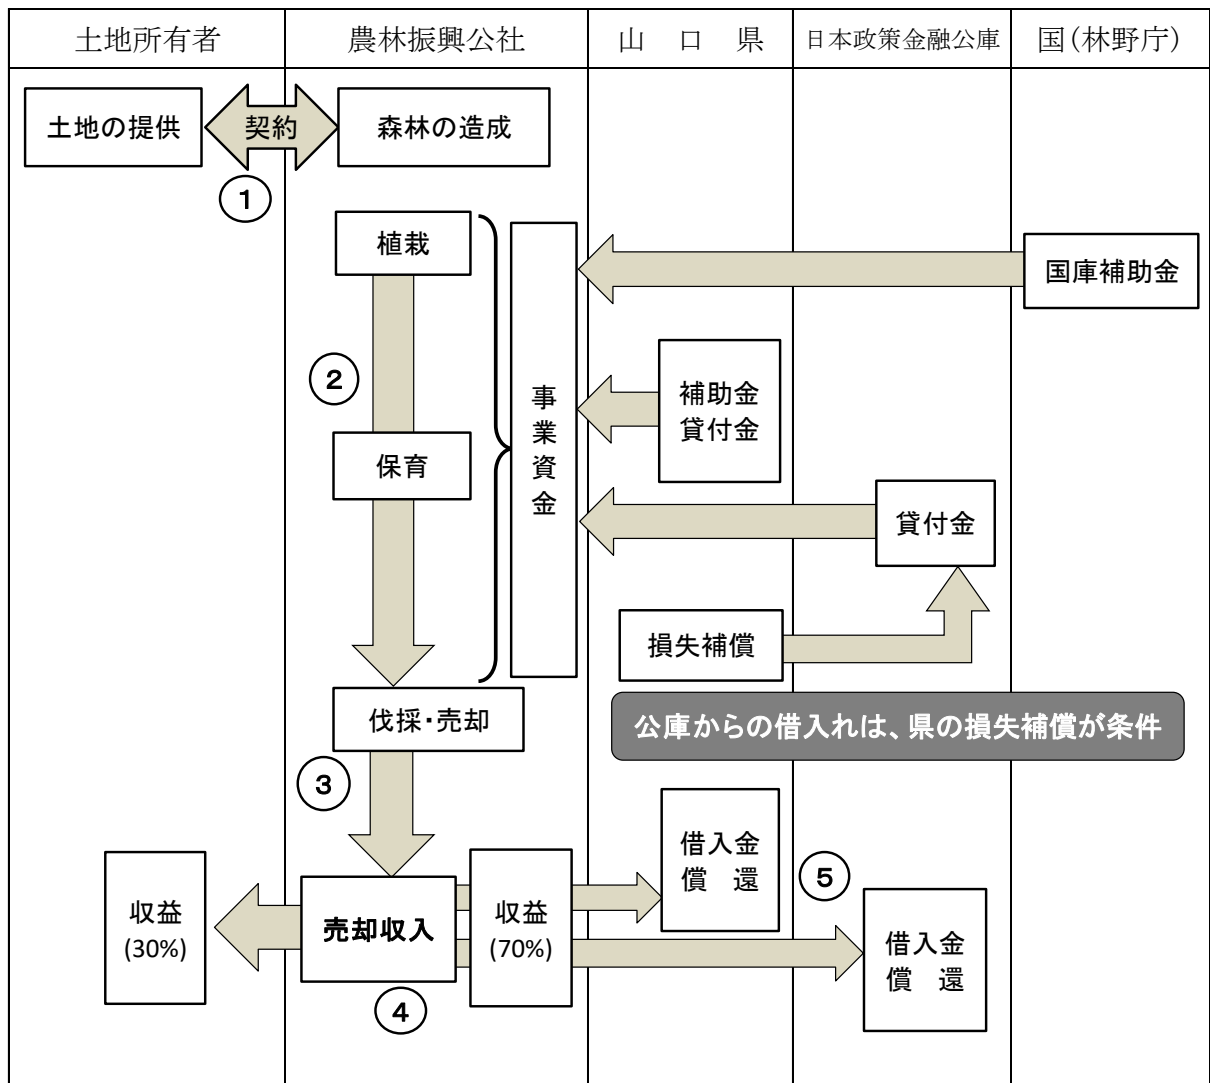 土地所有者
農林振興公社
山 口 県
日本政策金融公庫
国(林野庁)
土地の提供
契約
森林の造成
①
植栽
国庫補助金
②
事業資金
補助金
貸付金
保育
貸付金
損失補償
伐採・売却
公庫からの借入れは、県の損失補償が条件
③
借入金
償 還
⑤
収益
(30%)
売却収入
収益
(70%)
借入金
償 還
④